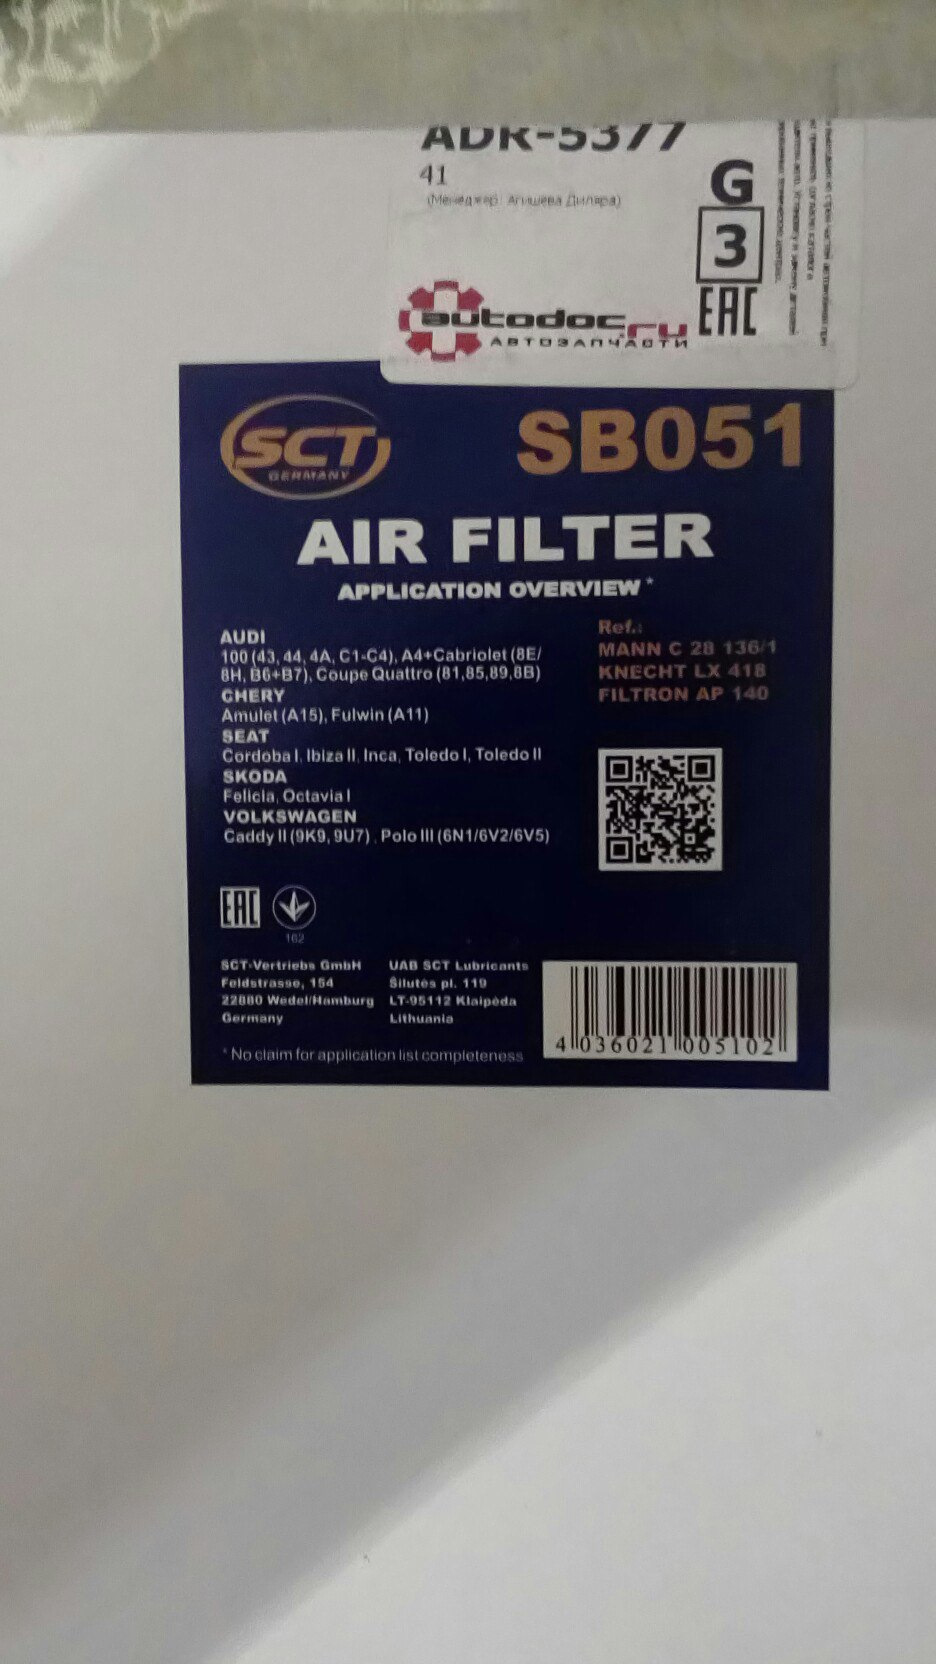 ADR-5377
41
(Менеджер: Агишева Диляра)
G
3
EAC
autodoc.ru
АВТОЗАПЧАСТИ
SCT
GERMANY
SB051
AIR FILTER
APPLICATION OVERVIEW*
AUDI
100 (43, 44, 4A, C1-C4), A4+Cabriolet (8E/
8H, B6+B7), Coupe Quattro (81,85,89,8B)
CHERY
Amulet (A15), Fulwin (A11)
SEAT
Cordoba I, Ibiza II, Inca, Toledo I, Toledo II
SKODA
Felicia, Octavia I
VOLKSWAGEN
Caddy II (9K9, 9U7), Polo III (6N1/6V2/6V5)
Ref.:
MANN C 28 136/1
KNECHT LX 418
FILTRON AP 140
EAC
162
SCT-Vertriebs GmbH
Feldstrasse, 154
22880 Wedel/Hamburg
Germany
UAB SCT Lubricants
Šilutės pl. 119
LT-95112 Klaipėda
Lithuania
* No claim for application list completeness
4 036021 005102